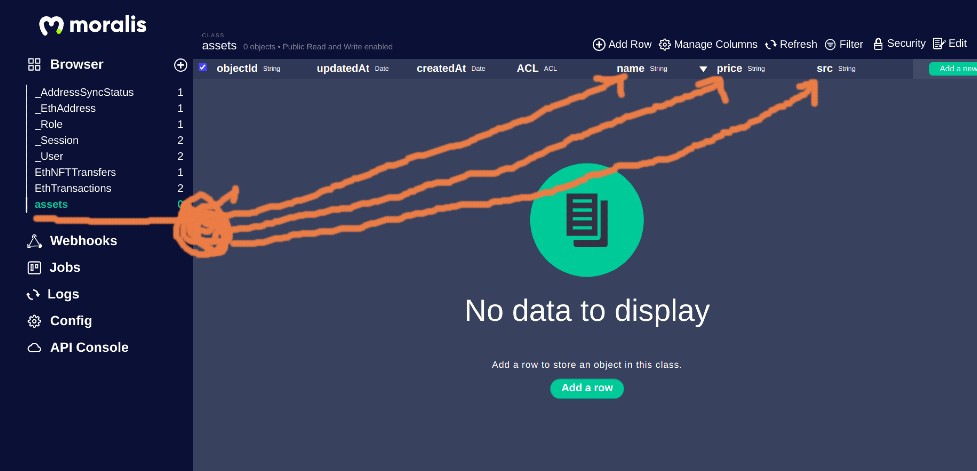 moralis
CLASS
assets 0 objects • Public Read and Write enabled
Add Row Manage Columns Refresh Filter Security Edit
Browser
objectId String updatedAt Date createdAt Date ACL ACL name String price String src String Add a new
_AddressSyncStatus 1
_EthAddress 1
_Role 1
_Session 2
_User 2
EthNFTTransfers 1
EthTransactions 2
assets
Webhooks
Jobs
Logs
Config
API Console
No data to display
Add a row to store an object in this class.
Add a row